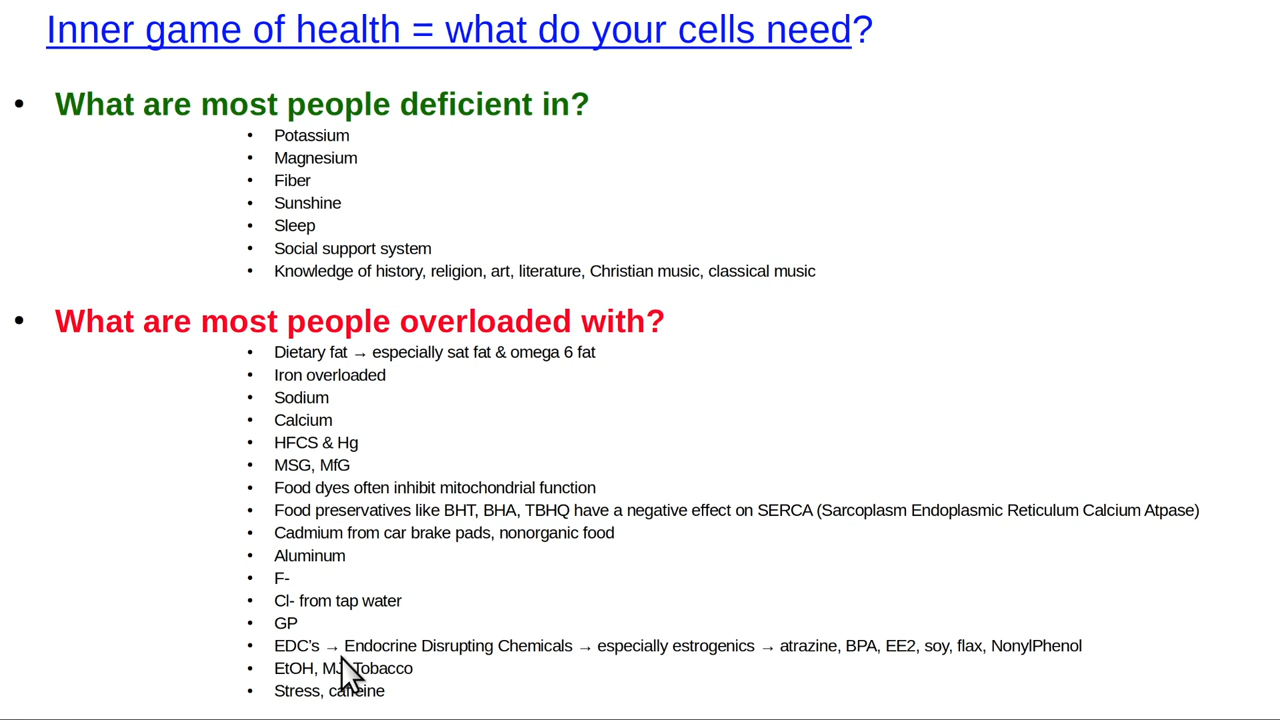 Inner game of health = what do your cells need?
• What are most people deficient in?
• Potassium
• Magnesium
• Fiber
• Sunshine
• Sleep
• Social support system
• Knowledge of history, religion, art, literature, Christian music, classical music
• What are most people overloaded with?
• Dietary fat → especially sat fat & omega 6 fat
• Iron overloaded
• Sodium
• Calcium
• HFCS & Hg
• MSG, MfG
• Food dyes often inhibit mitochondrial function
• Food preservatives like BHT, BHA, TBHQ have a negative effect on SERCA (Sarcoplasm Endoplasmic Reticulum Calcium Atpase)
• Cadmium from car brake pads, nonorganic food
• Aluminum
• F-
• Cl- from tap water
• GP
• EDC's → Endocrine Disrupting Chemicals → especially estrogenics → atrazine, BPA, EE2, soy, flax, NonylPhenol
• EtOH, MJ, Tobacco
• Stress, caffeine